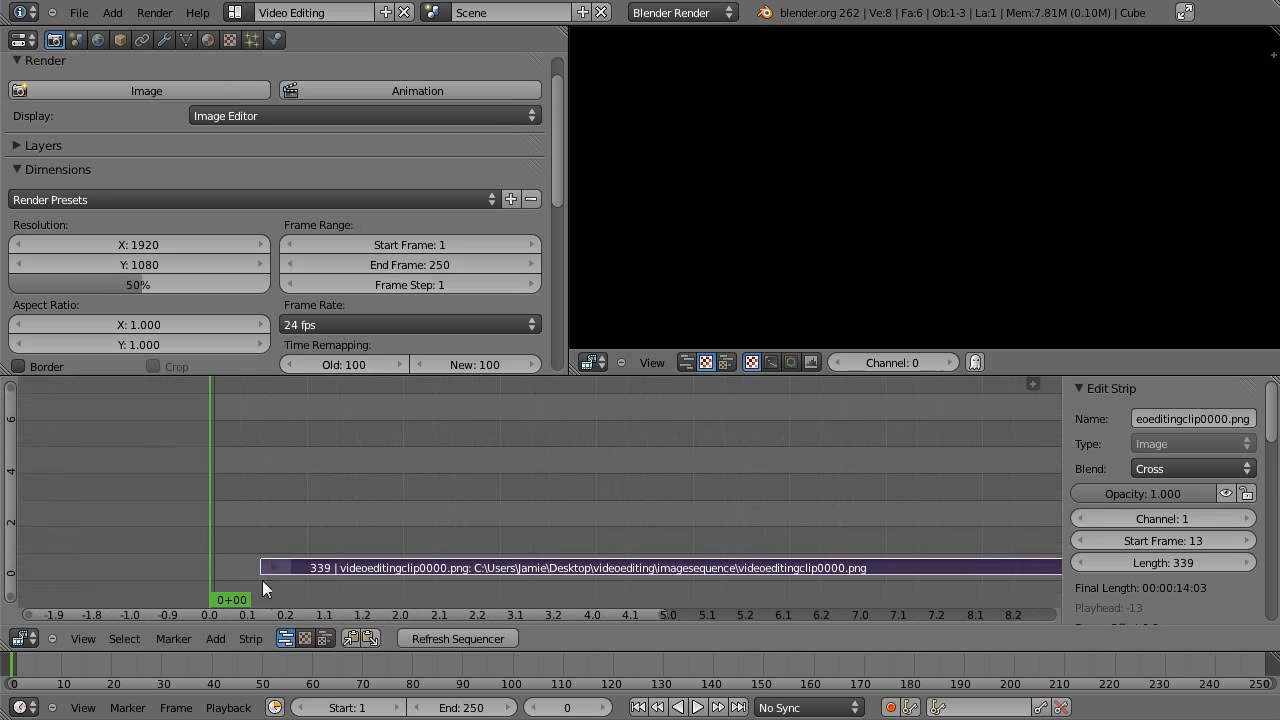 File Add Render Help Video Editing Scene Blender Render blender.org 262 | Ve:8 | Fa:6 | Ob:1-3 | La:1 | Mem:7.81M (0.10M) | Cube
Render
Image Animation
Display: Image Editor
Layers
Dimensions
Render Presets
Resolution: Frame Range:
X: 1920 Start Frame: 1
Y: 1080 End Frame: 250
50% Frame Step: 1
Aspect Ratio: Frame Rate:
X: 1.000 24 fps
Y: 1.000 Time Remapping:
Border Crop Old: 100 New: 100
View Channel: 0
Edit Strip
Name: eoeditingclip0000.png
Type: Image
Blend: Cross
Opacity: 1.000
Channel: 1
Start Frame: 13
Length: 339
Final Length: 00:00:14:03
Playhead: -13
6
4
2
0
339 | videoeditingclip0000.png: C:\Users\Jamie\Desktop\videoediting\imagesequence\videoeditingclip0000.png
0+00
-1.9 -1.1 -1.0 0.0 0.1 0.2 1.1 1.2 2.0 2.1 3.0 3.1 4.0 4.1 5.0 5.1 5.2 6.1 6.2 7.1 8.0 8.2
View Select Marker Add Strip Refresh Sequencer
0 10 20 30 40 50 60 70 80 90 100 110 120 130 140 150 160 170 180 190 200 210 220 230 240 250
View Marker Frame Playback Start: 1 End: 250 0 No Sync